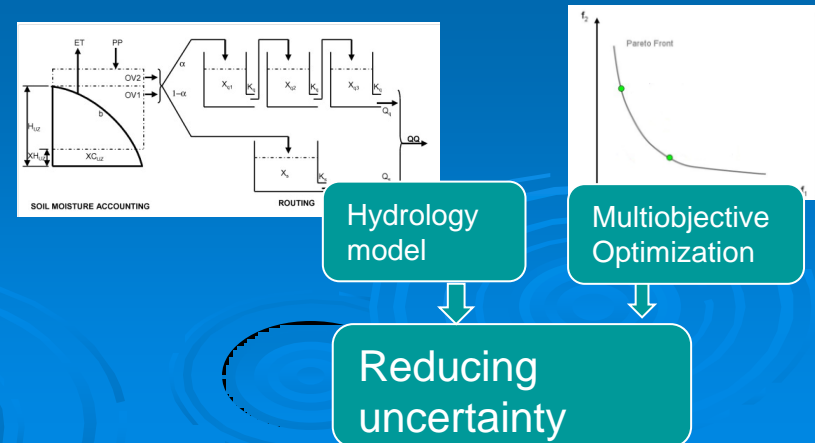 ET PP
OV2
OV1
α
1-α
b
H_UZ
XH_UZ
XC_UZ
X_q1 K_q X_q2 K_q X_q3 K_q
Q_q
QQ
X_s K_s
Q_s
SOIL MOISTURE ACCOUNTING
ROUTING
f_2
Pareto Front
f_1
Hydrology
model
Multiobjective
Optimization
Reducing
uncertainty